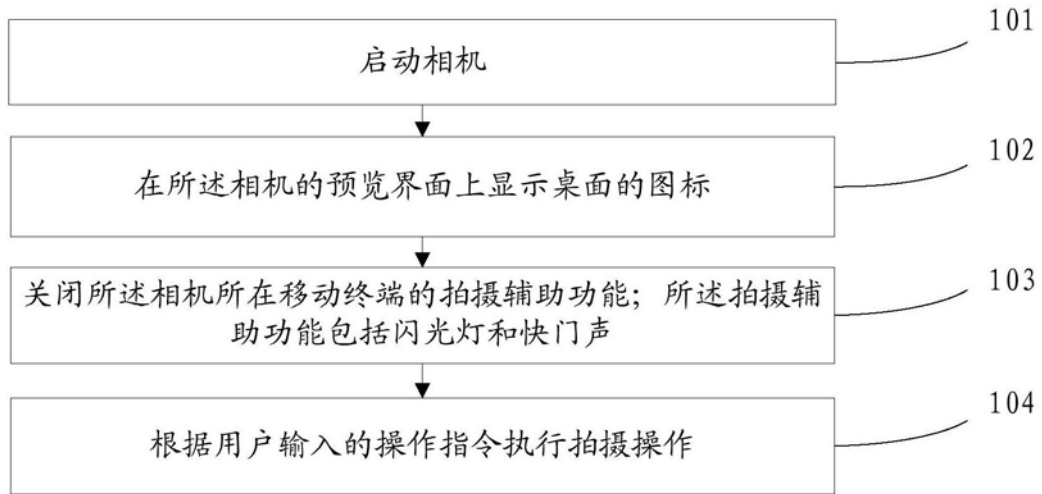 101
启动相机
102
在所述相机的预览界面上显示桌面的图标
103
关闭所述相机所在移动终端的拍摄辅助功能；所述拍摄辅
助功能包括闪光灯和快门声
104
根据用户输入的操作指令执行拍摄操作